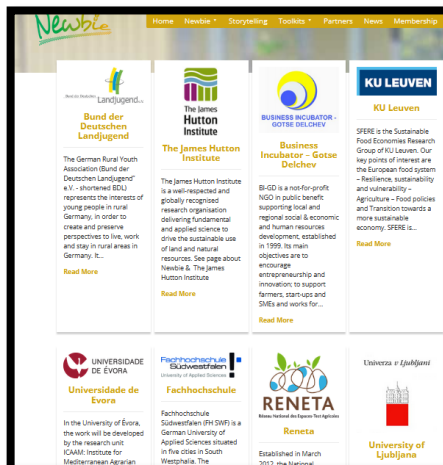 Newbie
Home Newbie Storytelling Toolkits Partners News Membership
Bund der Deutschen
Landjugend e.V.
Bund der
Deutschen
Landjugend
The German Rural Youth
Association (Bund der
Deutschen Landjugend"
e.V. - shortened BDL)
represents the interests of
young people in rural
Germany, in order to
create and preserve
perspectives to live, work
and stay in rural areas in
Germany. It...
Read More
The James
Hutton
Institute
The James Hutton
Institute
The James Hutton Institute
is a well-respected and
globally recognised
research organisation
delivering fundamental
and applied science to
drive the sustainable use
of land and natural
resources. See page about
Newbie & The James
Hutton Institute
Read More
BUSINESS INCUBATOR -
GOTSE DELCHEV
Business
Incubator – Gotse
Delchev
BI-GD is a not-for-profit
NGO in public benefit
supporting local and
regional social & economic
and human resources
development, established
in 1999. Its main
objectives are to
encourage
entrepreneurship and
innovation; to support
farmers, start-ups and
SMEs and works for...
Read More
KU LEUVEN
KU Leuven
SFERE is the Sustainable
Food Economies Research
Group of KU Leuven. Our
key points of interest are
the European food system
– Resilience, sustainability
and vulnerability –
Agriculture – Food policies
and Transition towards a
more sustainable
economy. SFERE is...
Read More
UNIVERSIDADE
DE ÉVORA
Universidade de
Evora
In the University of Évora,
the work will be developed
by the research unit
ICAAM: Institute for
Mediterranean Agrarian
Fachhochschule
Südwestfalen
University of Applied Sciences
Fachhochschule
Fachhochschule
Südwestfalen (FH SWF) is a
German University of
Applied Sciences situated
in five cities in South
Westphalia. The
RENETA
Réseau National des Espaces-Test Agricoles
Reneta
Established in March
2012, the National
Univerza v Ljubljani
University of
Ljubljana